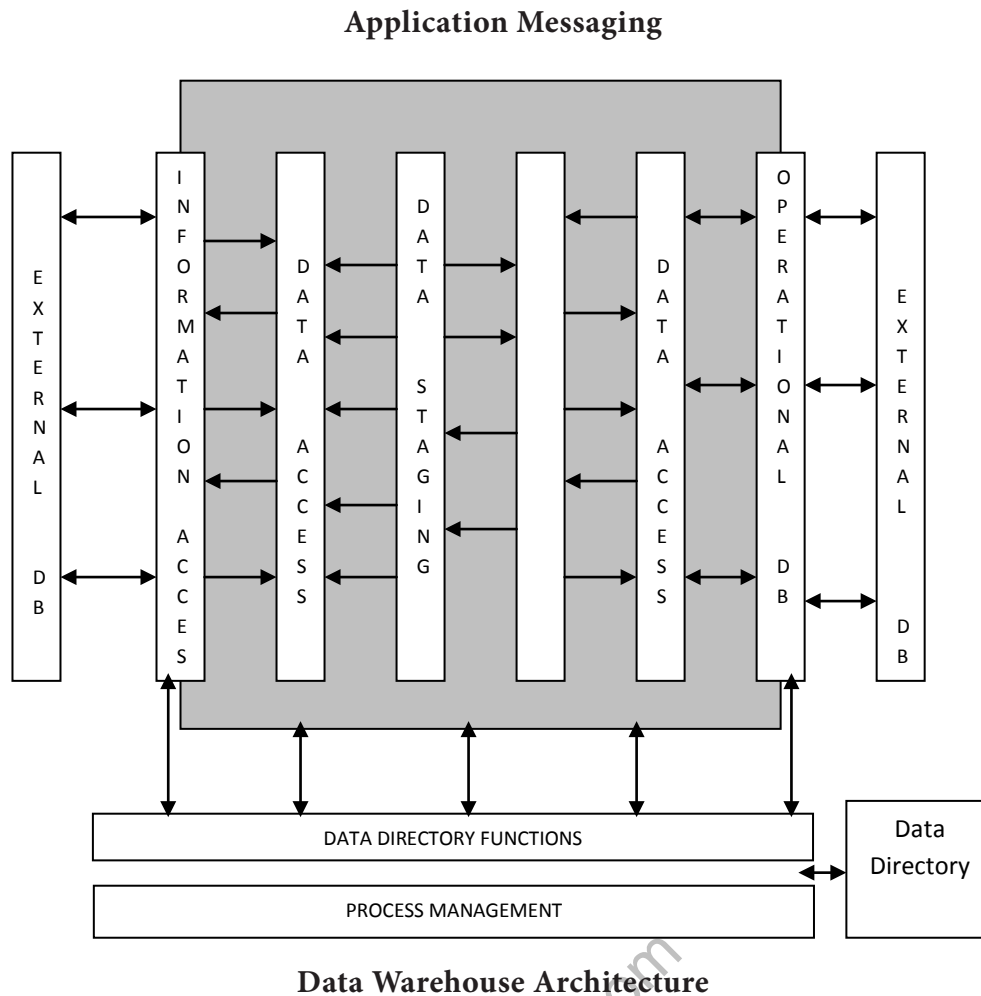 Application Messaging
EXTERNAL DB
INFORMATION ACCES
DATA ACCESS
DATA STAGING
DATA ACCESS
OPERATIONAL DB
EXTERNAL DB
DATA DIRECTORY FUNCTIONS
Data
Directory
PROCESS MANAGEMENT
om
Data Warehouse Architecture